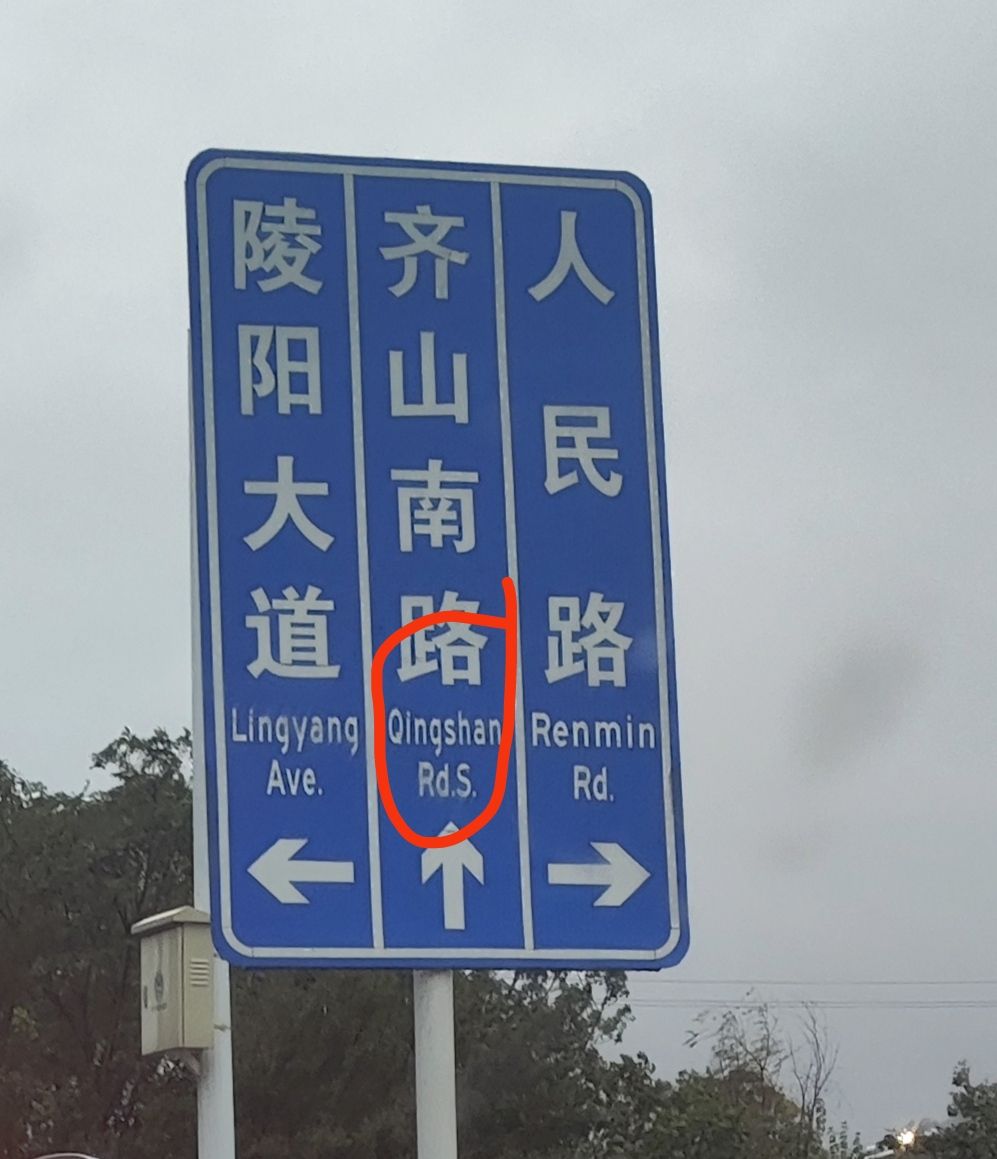 陵阳大道
Lingyang
Ave.
齐山南路
Qingshan
Rd.S.
人民路
Renmin
Rd.